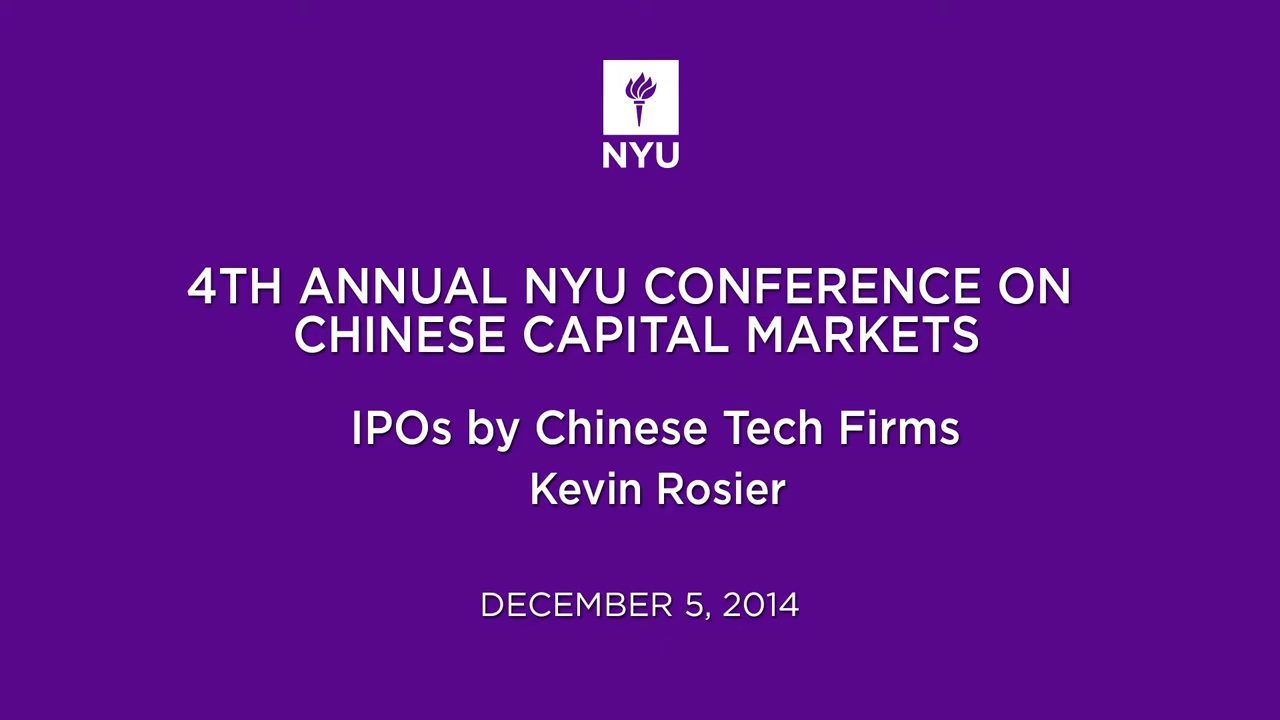 NYU
4TH ANNUAL NYU CONFERENCE ON
CHINESE CAPITAL MARKETS
IPOs by Chinese Tech Firms
Kevin Rosier
DECEMBER 5, 2014